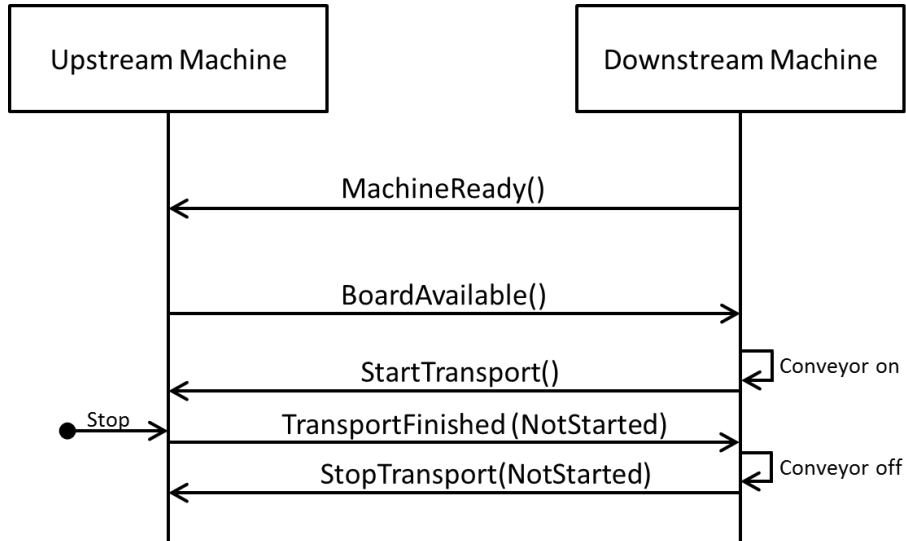 Upstream Machine
Downstream Machine
MachineReady()
BoardAvailable()
Conveyor on
StartTransport()
Stop
TransportFinished (NotStarted)
Conveyor off
StopTransport(NotStarted)